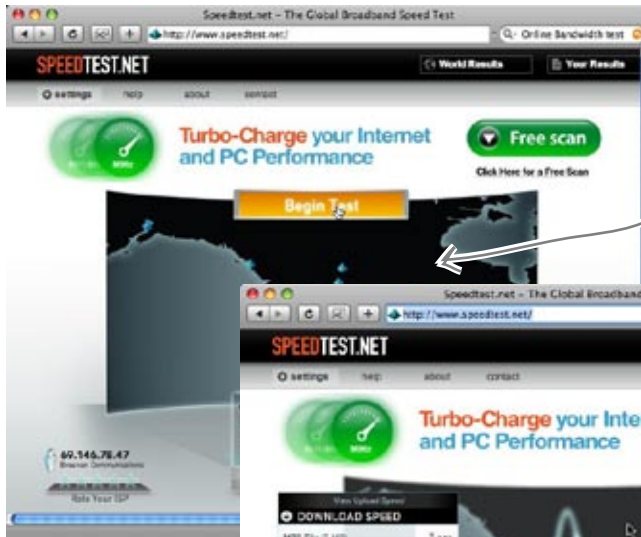 Speedtest.net – The Global Broadband Speed Test
http://www.speedtest.net/
Online Bandwidth test
SPEEDTEST.NET
World Results
Your Results
settings
help
about
contact
Turbo-Charge your Internet
and PC Performance
Free scan
Click Here for a Free Scan
MHz
Begin Test
69.146.78.47
Bresnan Communications
Rate Your ISP
Speedtest.net – The Global Broadband
http://www.speedtest.net/
SPEEDTEST.NET
settings
help
about
contact
Turbo-Charge your Inte
and PC Performance
MHz
View Upload Speed
DOWNLOAD SPEED